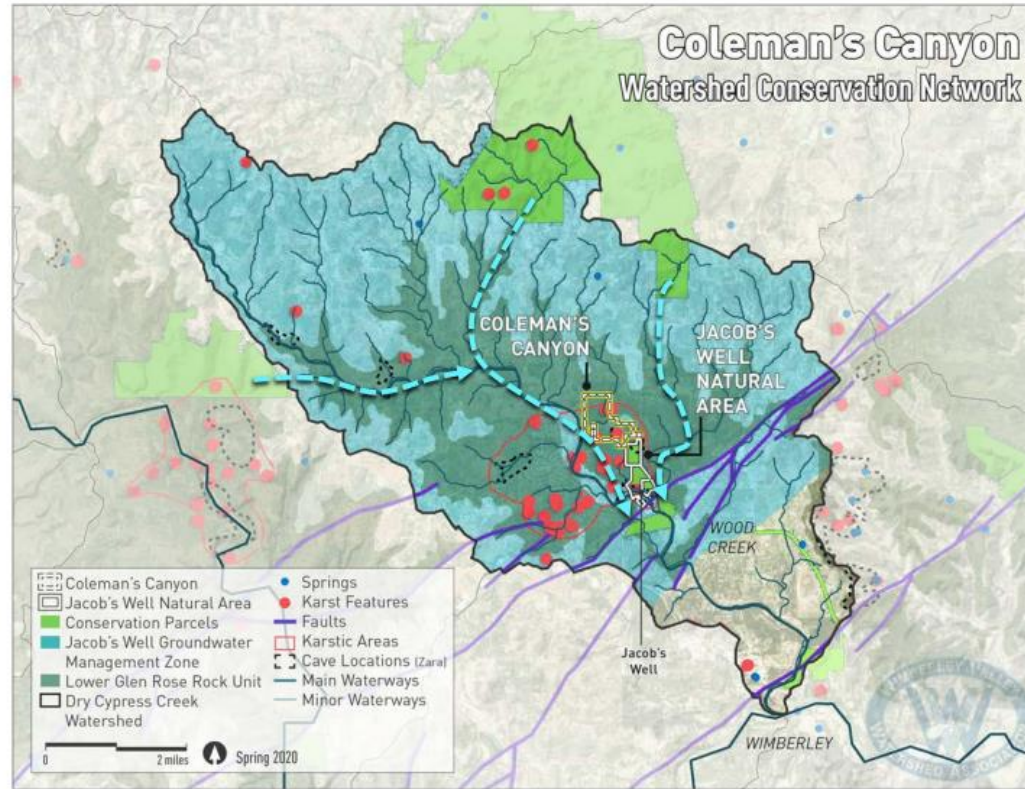 Coleman's Canyon
Watershed Conservation Network
COLEMAN'S
CANYON
JACOB'S
WELL
NATURAL
AREA
WOOD
CREEK
Jacob's
Well
WIMBERLEY
Coleman's Canyon
Jacob's Well Natural Area
Conservation Parcels
Jacob's Well Groundwater
Management Zone
Lower Glen Rose Rock Unit
Dry Cypress Creek
Watershed
Springs
Karst Features
Faults
Karstic Areas
Cave Locations (Zara)
Main Waterways
Minor Waterways
0 2 miles Spring 2020